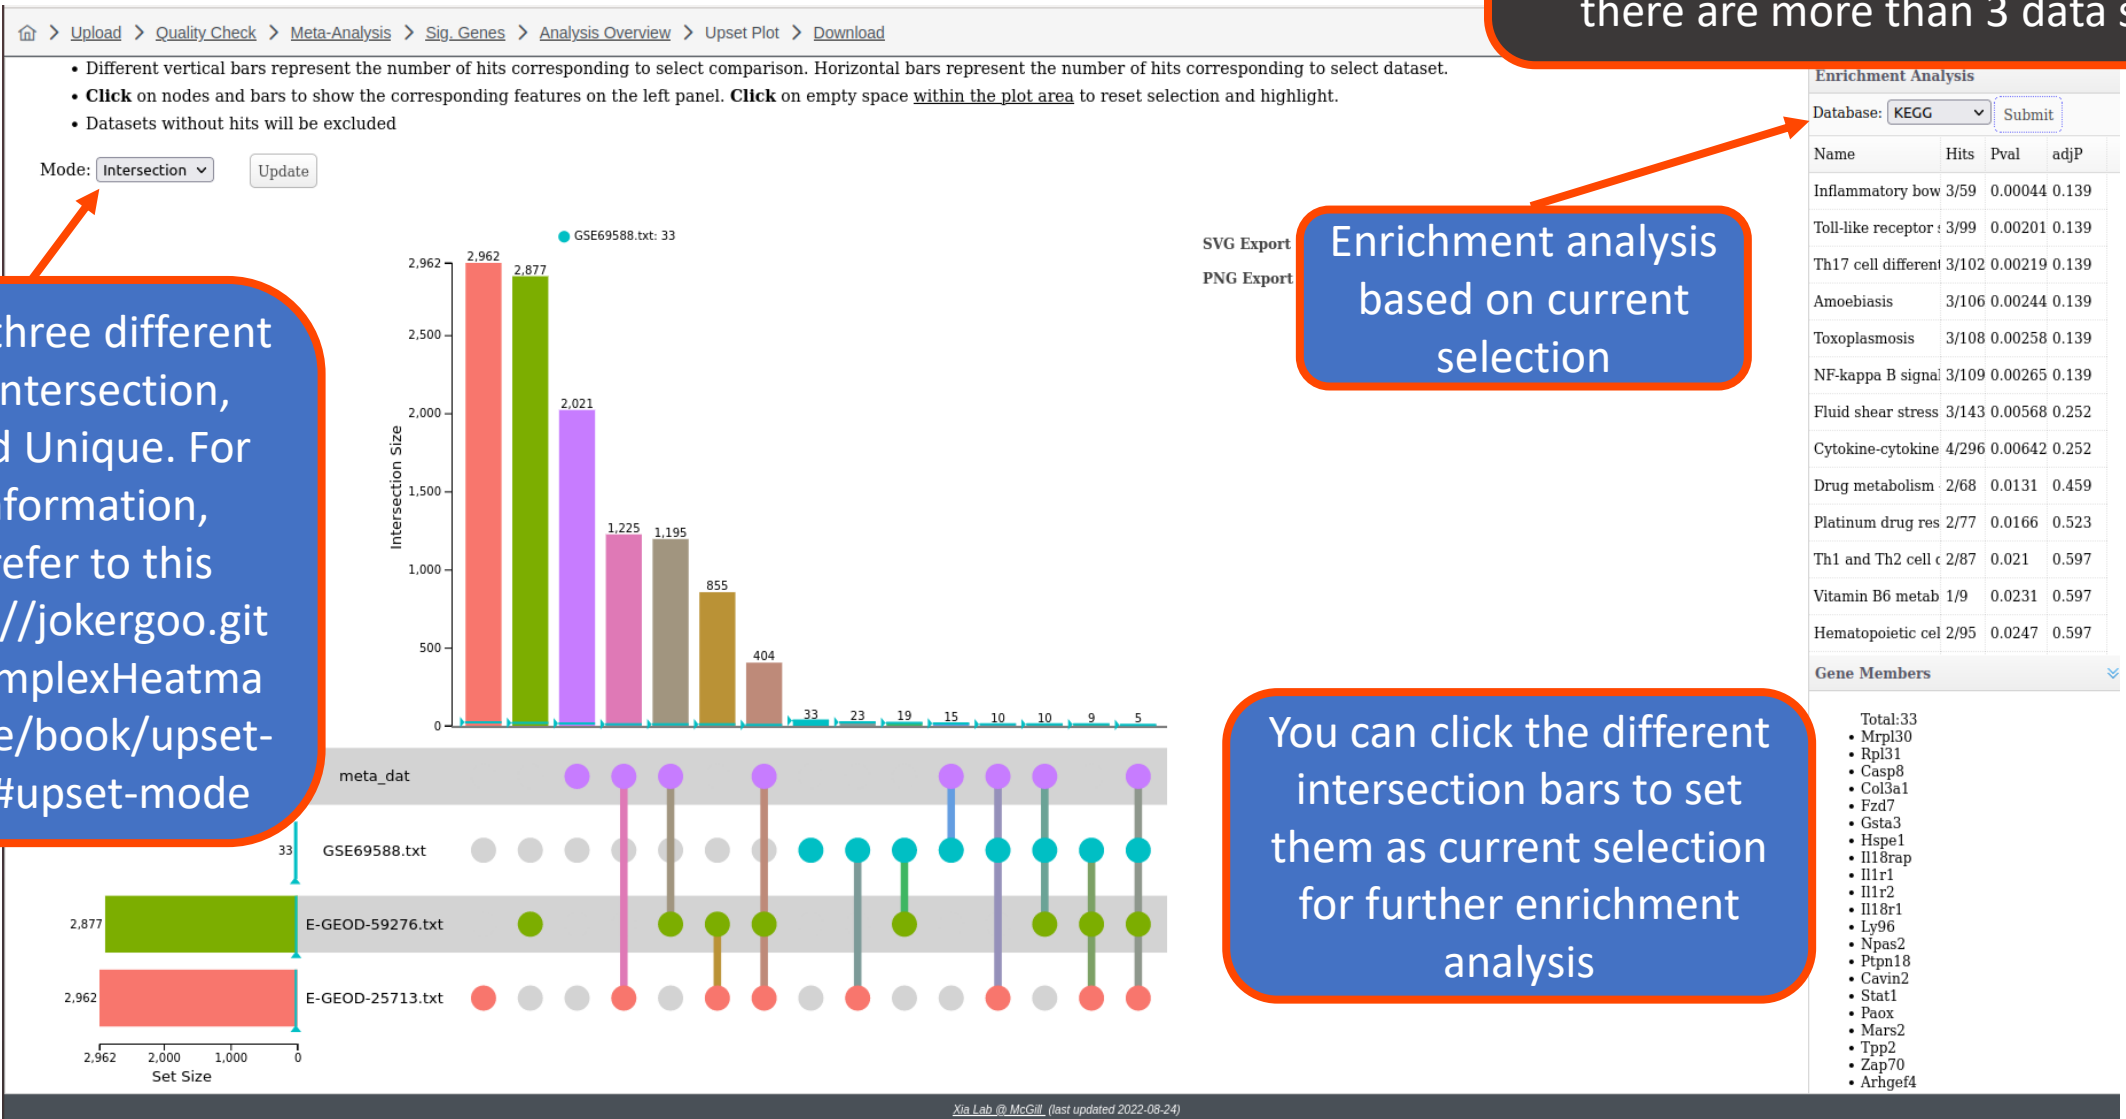 there are more than 3 data s
Upload > Quality Check > Meta-Analysis > Sig. Genes > Analysis Overview > Upset Plot > Download
• Different vertical bars represent the number of hits corresponding to select comparison. Horizontal bars represent the number of hits corresponding to select dataset.
• Click on nodes and bars to show the corresponding features on the left panel. Click on empty space within the plot area to reset selection and highlight.
• Datasets without hits will be excluded
Mode: Intersection Update
three different
ntersection,
d Unique. For
formation,
refer to this
//jokergoo.git
mplexHeatma
e/book/upset-
#upset-mode
GSE69588.txt: 33
SVG Export
PNG Export
Intersection Size
2,962
2,500
2,000
1,500
1,000
500
0
2,962
2,877
2,021
1,225
1,195
855
404
33
23
19
15
10
10
9
5
meta_dat
33 GSE69588.txt
2,877 E-GEOD-59276.txt
2,962 E-GEOD-25713.txt
2,962 2,000 1,000 0
Set Size
Enrichment analysis
based on current
selection
You can click the different
intersection bars to set
them as current selection
for further enrichment
analysis
Enrichment Analysis
Database: KEGG Submit
Name Hits Pval adjP
Inflammatory bow 3/59 0.00044 0.139
Toll-like receptor 3/99 0.00201 0.139
Th17 cell different 3/102 0.00219 0.139
Amoebiasis 3/106 0.00244 0.139
Toxoplasmosis 3/108 0.00258 0.139
NF-kappa B signal 3/109 0.00265 0.139
Fluid shear stress 3/143 0.00568 0.252
Cytokine-cytokine 4/296 0.00642 0.252
Drug metabolism 2/68 0.0131 0.459
Platinum drug res 2/77 0.0166 0.523
Th1 and Th2 cell 2/87 0.021 0.597
Vitamin B6 metab 1/9 0.0231 0.597
Hematopoietic cel 2/95 0.0247 0.597
Gene Members
Total:33
• Mrpl30
• Rpl31
• Casp8
• Col3a1
• Fzd7
• Gsta3
• Hspe1
• Il18rap
• Il1r1
• Il1r2
• Il18r1
• Ly96
• Npas2
• Ptpn18
• Cavin2
• Stat1
• Paox
• Mars2
• Tpp2
• Zap70
• Arhgef4
Xia Lab @ McGill (last updated 2022-08-24)